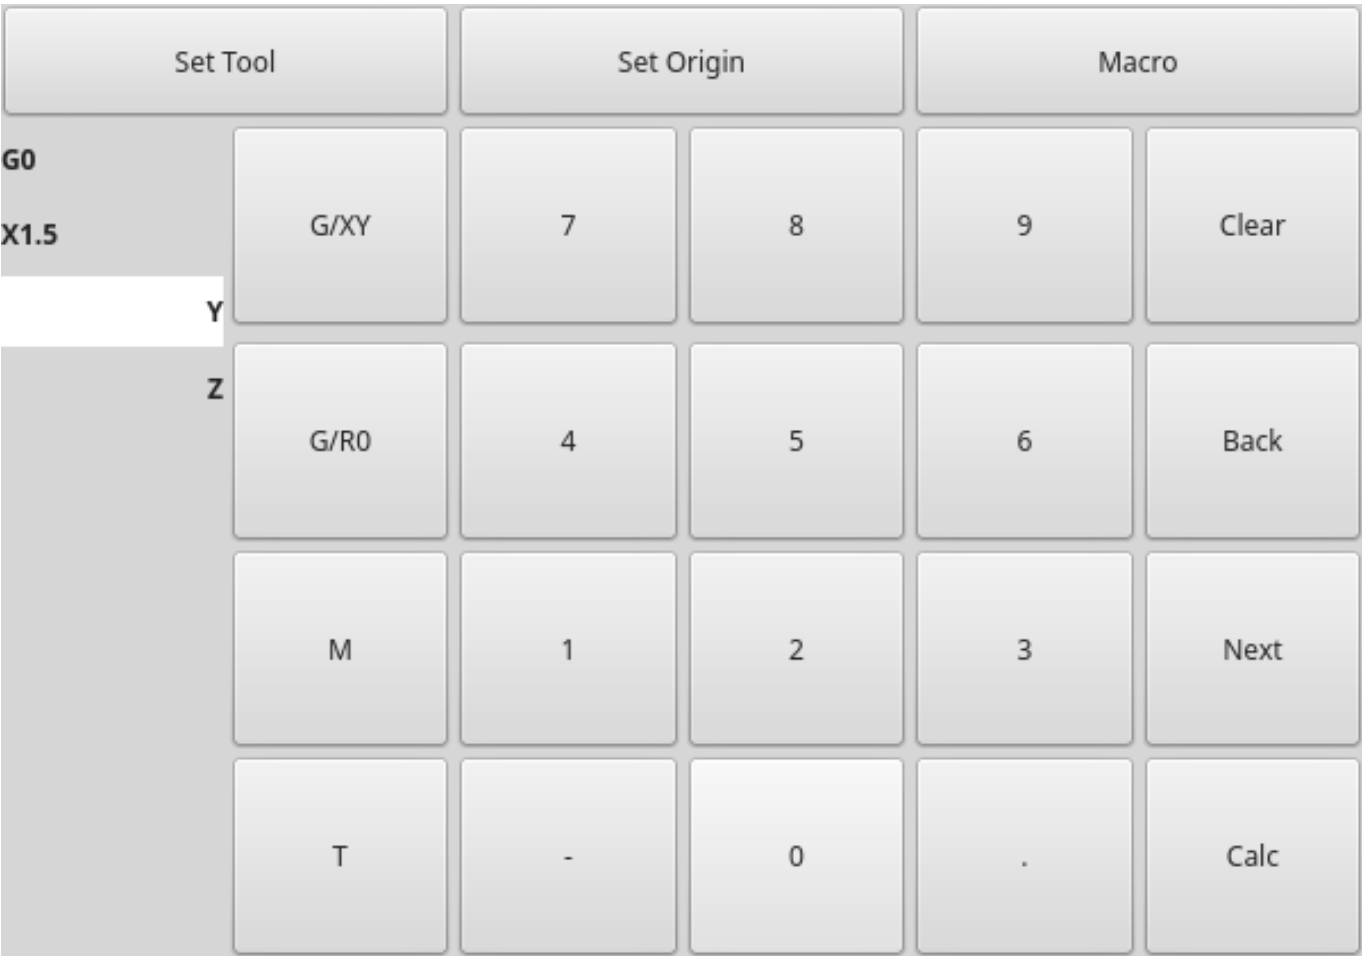 Set Tool Set Origin Macro
G0
X1.5
Y
Z
G/XY 7 8 9 Clear
G/R0 4 5 6 Back
M 1 2 3 Next
T - 0 . Calc